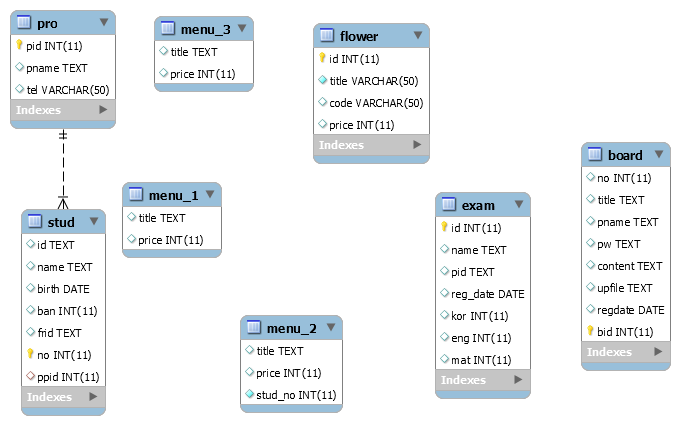 pro
pid INT(11)
pname TEXT
tel VARCHAR(50)
Indexes
menu_3
title TEXT
price INT(11)
flower
id INT(11)
title VARCHAR(50)
code VARCHAR(50)
price INT(11)
Indexes
board
no INT(11)
title TEXT
pname TEXT
pw TEXT
content TEXT
upfile TEXT
regdate DATE
bid INT(11)
Indexes
menu_1
title TEXT
price INT(11)
exam
id INT(11)
name TEXT
pid TEXT
reg_date DATE
kor INT(11)
eng INT(11)
mat INT(11)
Indexes
stud
id TEXT
name TEXT
birth DATE
ban INT(11)
frid TEXT
no INT(11)
ppid INT(11)
Indexes
menu_2
title TEXT
price INT(11)
stud_no INT(11)